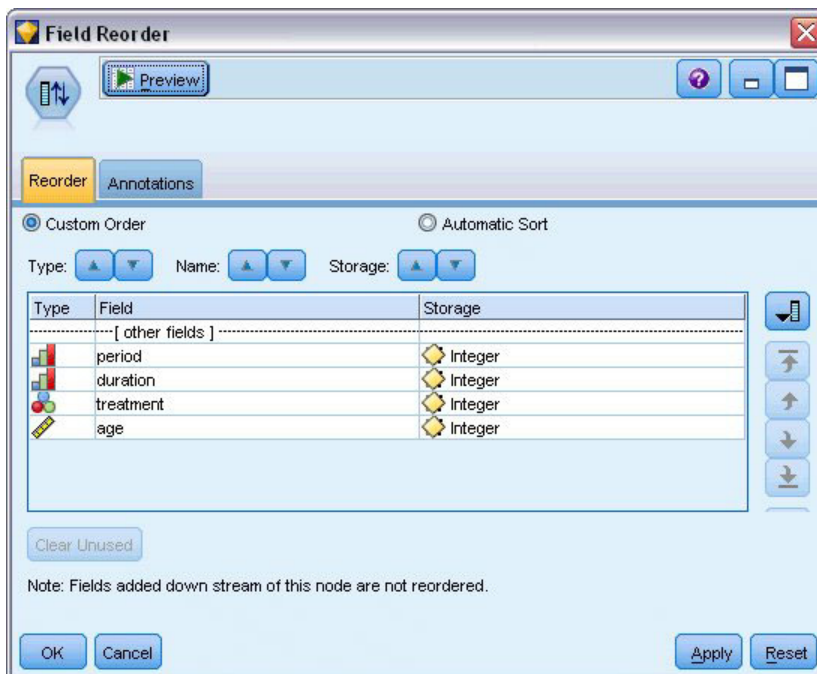 Field Reorder
Preview
Reorder Annotations
Custom Order Automatic Sort
Type: Name: Storage:
Type Field Storage
[ other fields ]
period Integer
duration Integer
treatment Integer
age Integer
Clear Unused
Note: Fields added down stream of this node are not reordered.
OK Cancel Apply Reset